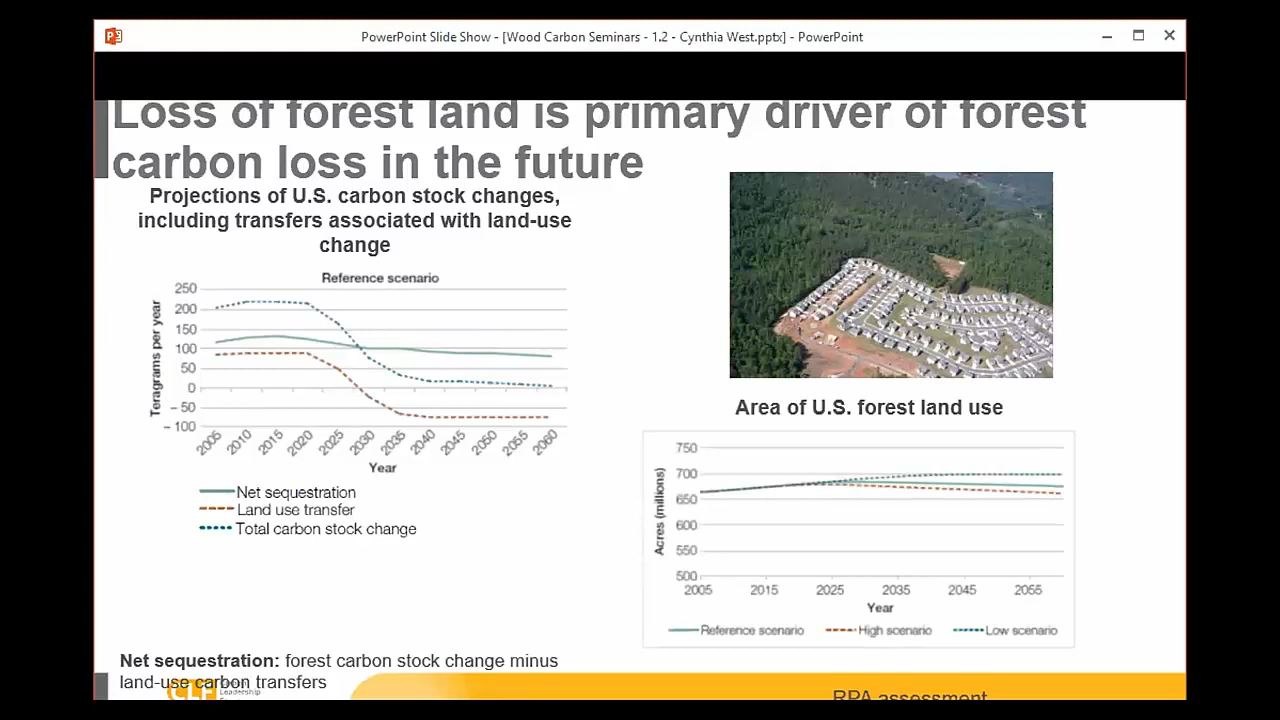 PowerPoint Slide Show - [Wood Carbon Seminars - 1.2 - Cynthia West.pptx] - PowerPoint
Loss of forest land is primary driver of forest
carbon loss in the future
Projections of U.S. carbon stock changes,
including transfers associated with land-use
change
Reference scenario
Teragrams per year
250
200
150
100
50
0
– 50
– 100
2005 2010 2015 2020 2025 2030 2035 2040 2045 2050 2055 2060
Year
Net sequestration
Land use transfer
Total carbon stock change
Area of U.S. forest land use
Acres (millions)
750
700
650
600
550
500
2005 2015 2025 2035 2045 2055
Year
Reference scenario High scenario Low scenario
Net sequestration: forest carbon stock change minus
land-use carbon transfers
CLF
Leadership
RPA assessment